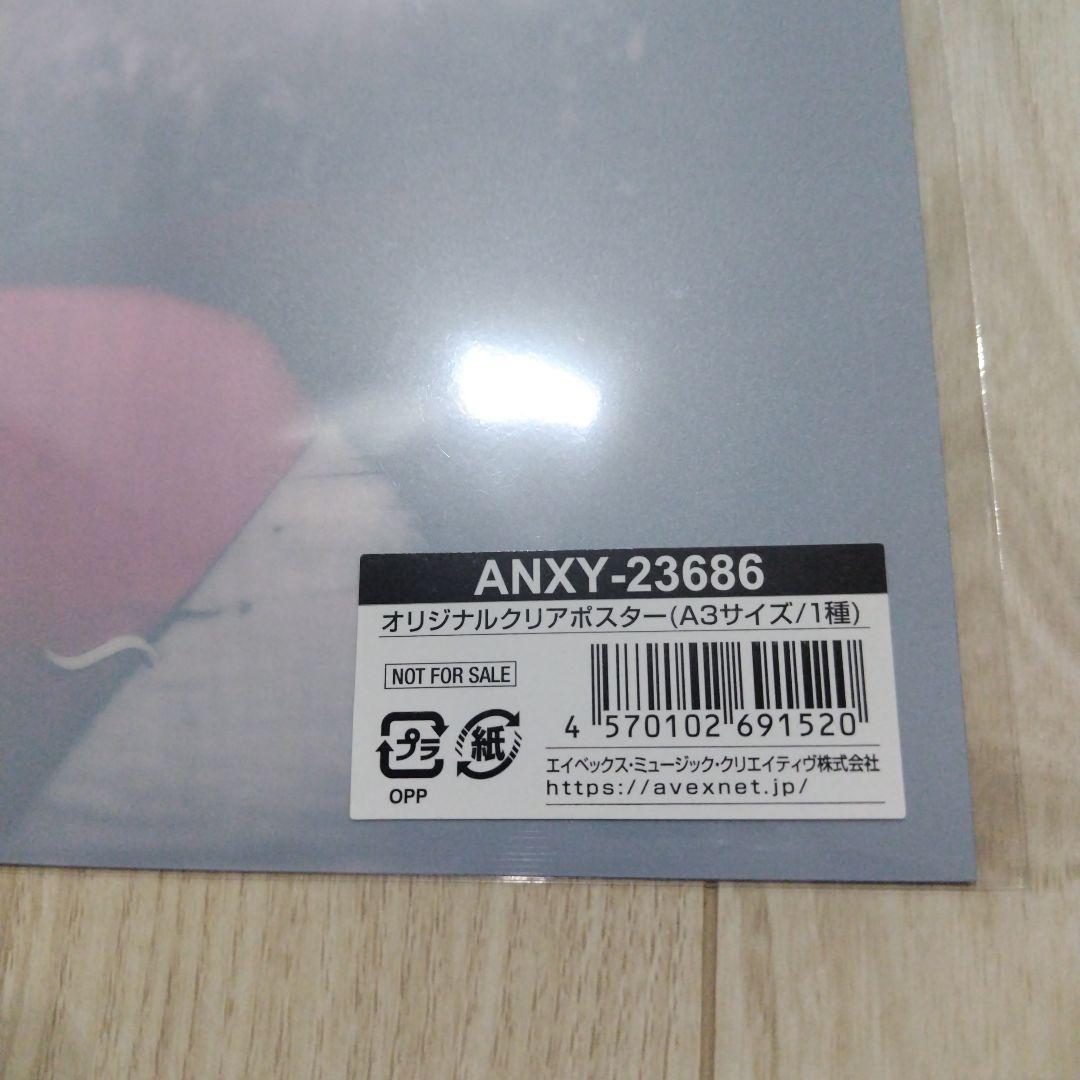 ANXY-23686
オリジナルクリアポスター(A3サイズ/1種)
NOT FOR SALE
プラ
紙
OPP
4 570102 691520
エイベックス・ミュージック・クリエイティヴ株式会社
https://avexnet.jp/